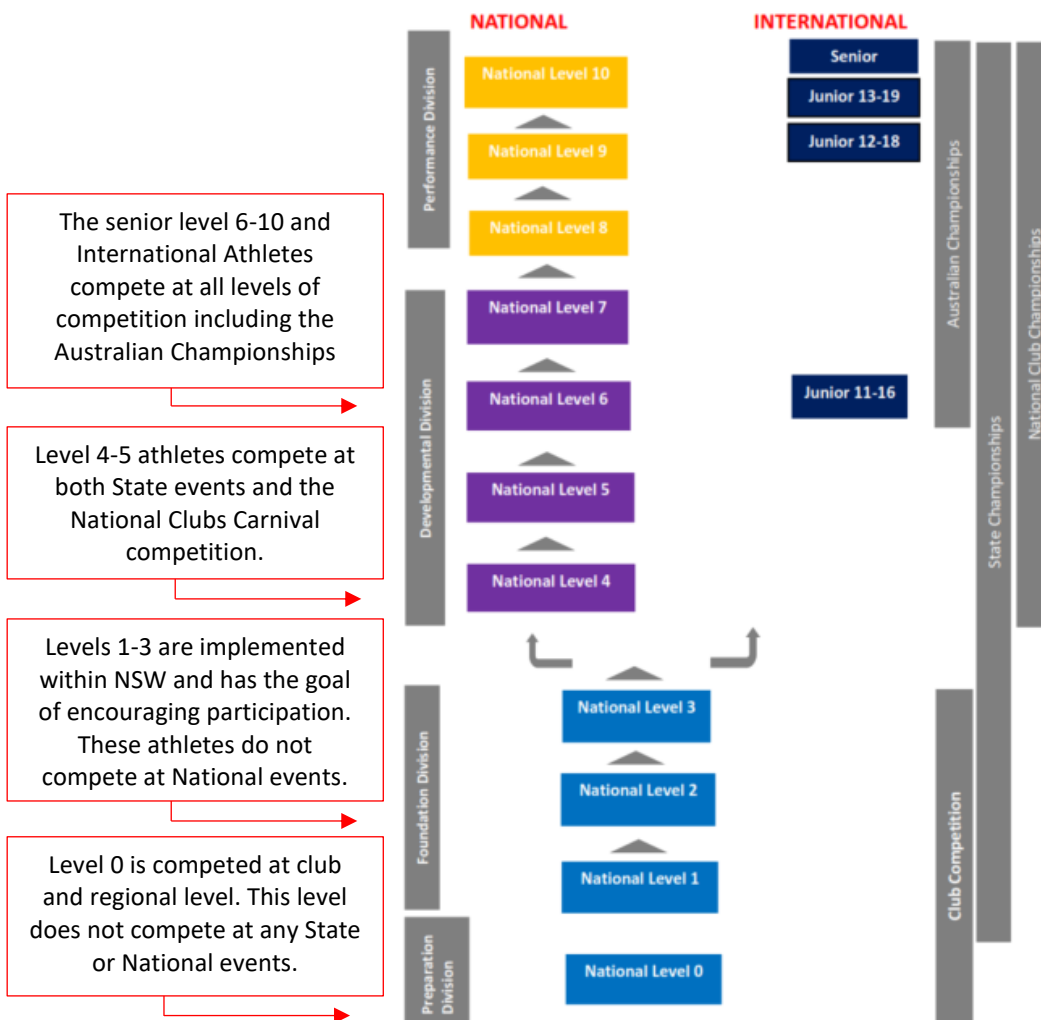 NATIONAL
INTERNATIONAL
Performance Division
National Level 10
National Level 9
National Level 8
Senior
Junior 13-19
Junior 12-18
Junior 11-16
Australian Championships
State Championships
National Club Championships
The senior level 6-10 and
International Athletes
compete at all levels of
competition including the
Australian Championships
Developmental Division
National Level 7
National Level 6
National Level 5
National Level 4
Level 4-5 athletes compete at
both State events and the
National Clubs Carnival
competition.
Levels 1-3 are implemented
within NSW and has the goal
of encouraging participation.
These athletes do not
compete at National events.
Foundation Division
National Level 3
National Level 2
National Level 1
Club Competition
Level 0 is competed at club
and regional level. This level
does not compete at any State
or National events.
Preparation
Division
National Level 0